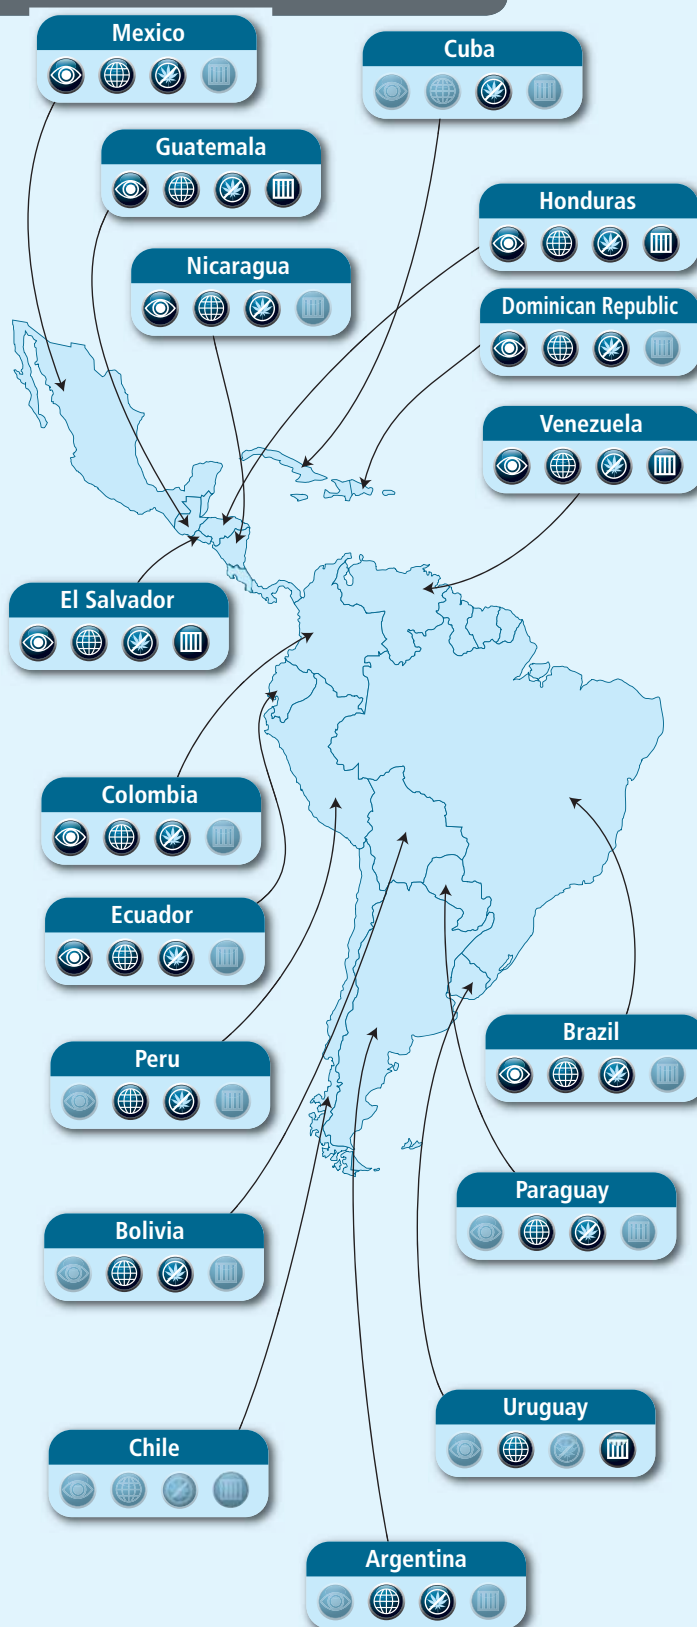 Mexico
Cuba
Guatemala
Honduras
Nicaragua
Dominican Republic
Venezuela
El Salvador
Colombia
Ecuador
Brazil
Peru
Paraguay
Bolivia
Uruguay
Chile
Argentina